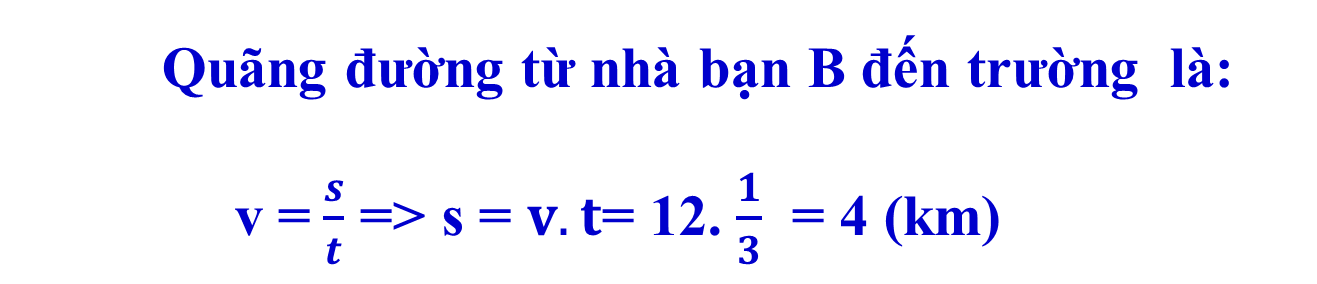 Quãng đường từ nhà bạn B đến trường là:
v = s/t => s = v. t= 12. 1/3 = 4 (km)